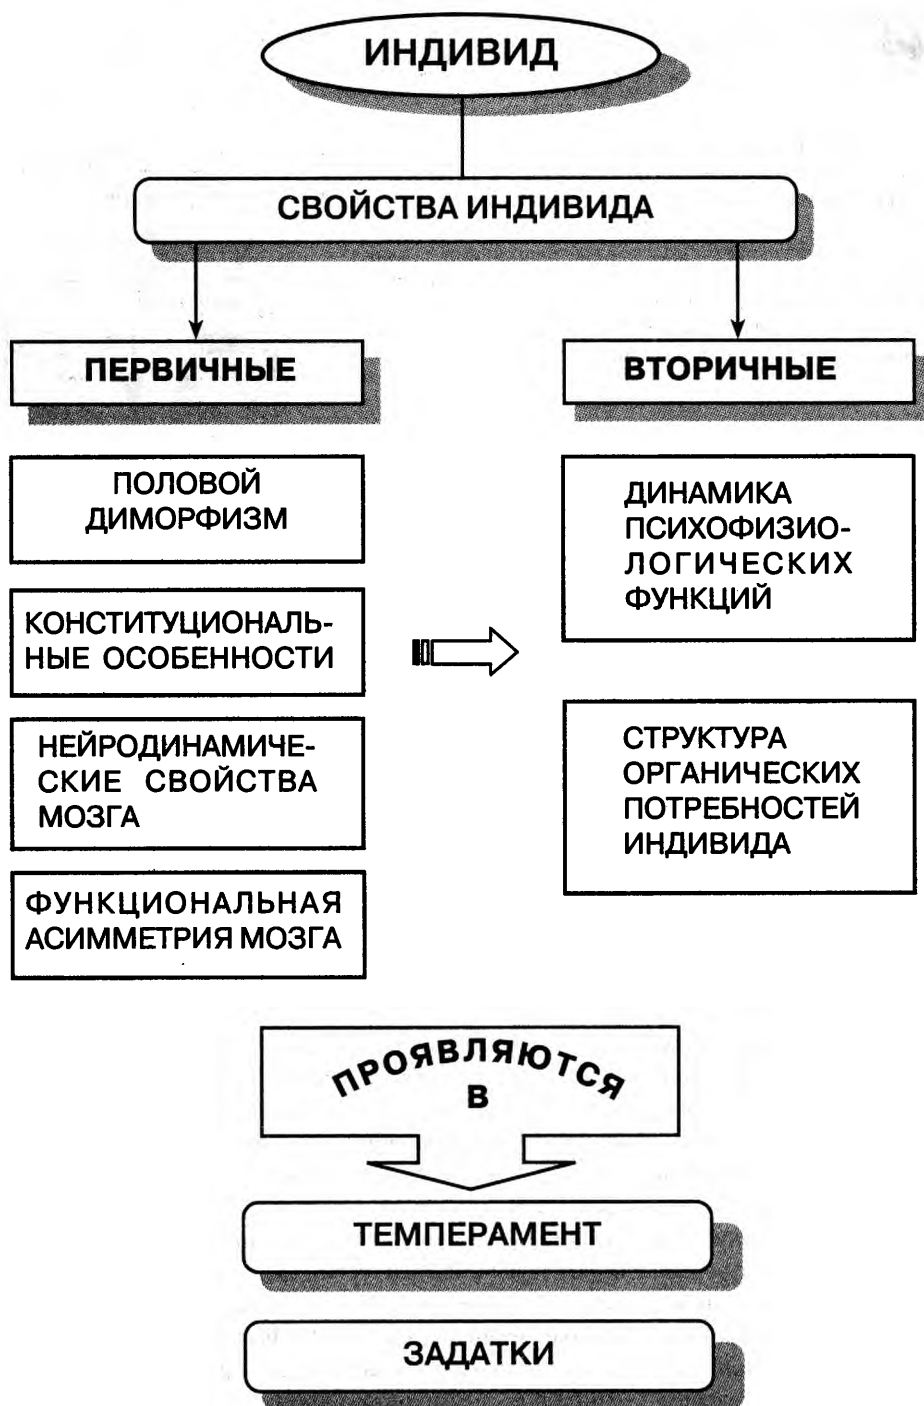 ИНДИВИД
СВОЙСТВА ИНДИВИДА
ПЕРВИЧНЫЕ
ПОЛОВОЙ
ДИМОРФИЗМ
КОНСТИТУЦИОНАЛЬ-
НЫЕ ОСОБЕННОСТИ
НЕЙРОДИНАМИЧЕ-
СКИЕ СВОЙСТВА
МОЗГА
ФУНКЦИОНАЛЬНАЯ
АСИММЕТРИЯ МОЗГА
ВТОРИЧНЫЕ
ДИНАМИКА
ПСИХОФИЗИО-
ЛОГИЧЕСКИХ
ФУНКЦИЙ
СТРУКТУРА
ОРГАНИЧЕСКИХ
ПОТРЕБНОСТЕЙ
ИНДИВИДА
ПРОЯВЛЯЮТСЯ
В
ТЕМПЕРАМЕНТ
ЗАДАТКИ